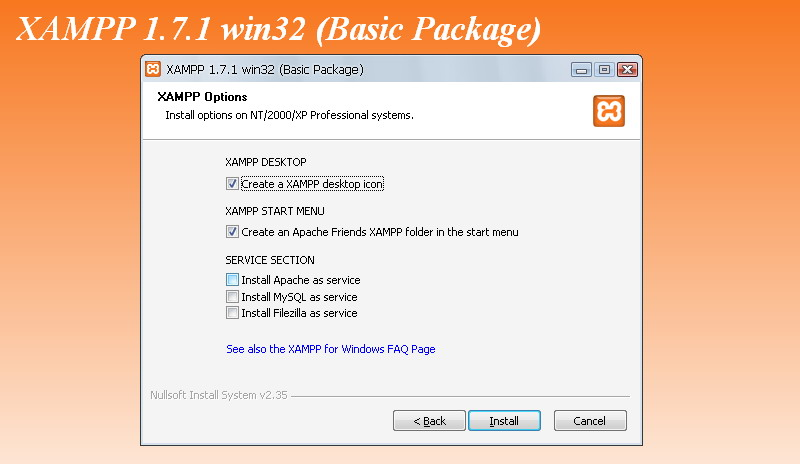 XAMPP 1.7.1 win32 (Basic Package)
XAMPP 1.7.1 win32 (Basic Package)
XAMPP Options
Install options on NT/2000/XP Professional systems.
XAMPP DESKTOP
Create a XAMPP desktop icon
XAMPP START MENU
Create an Apache Friends XAMPP folder in the start menu
SERVICE SECTION
Install Apache as service
Install MySQL as service
Install Filezilla as service
See also the XAMPP for Windows FAQ Page
Nullsoft Install System v2.35
< Back Install Cancel